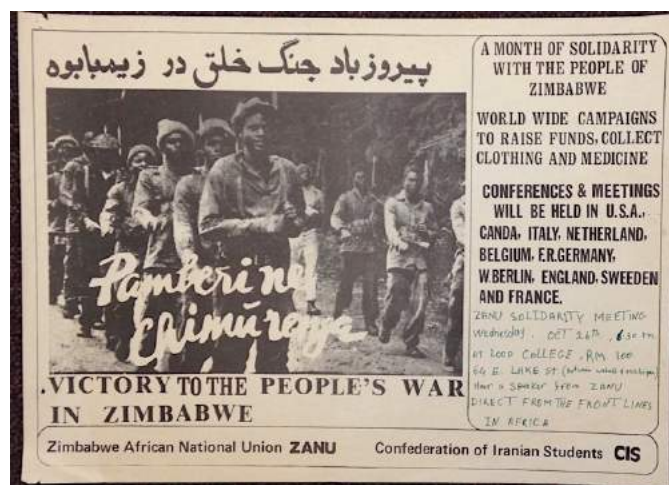 پیروزباد جنگ خلق در زیمبابوه
Pamberi ne
Chimurenga
.VICTORY TO THE PEOPLE'S WAR
IN ZIMBABWE
A MONTH OF SOLIDARITY
WITH THE PEOPLE OF
ZIMBABWE
WORLD WIDE CAMPAIGNS
TO RAISE FUNDS, COLLECT
CLOTHING AND MEDICINE
CONFERENCES & MEETINGS
WILL BE HELD IN U.S.A.,
CANDA, ITALY, NETHERLAND,
BELGIUM, F.R.GERMANY,
W.BERLIN, ENGLAND, SWEDEN
AND FRANCE.
ZANU SOLIDARITY MEETING
Wednesday, OCT 26th, 6:30 P.M.
AT LOOP COLLEGE, RM 100
64 E. LAKE ST (between wabash & michigan)
Hear a speaker from ZANU
DIRECT FROM THE FRONT LINES
IN AFRICA
Zimbabwe African National Union ZANU
Confederation of Iranian Students CIS